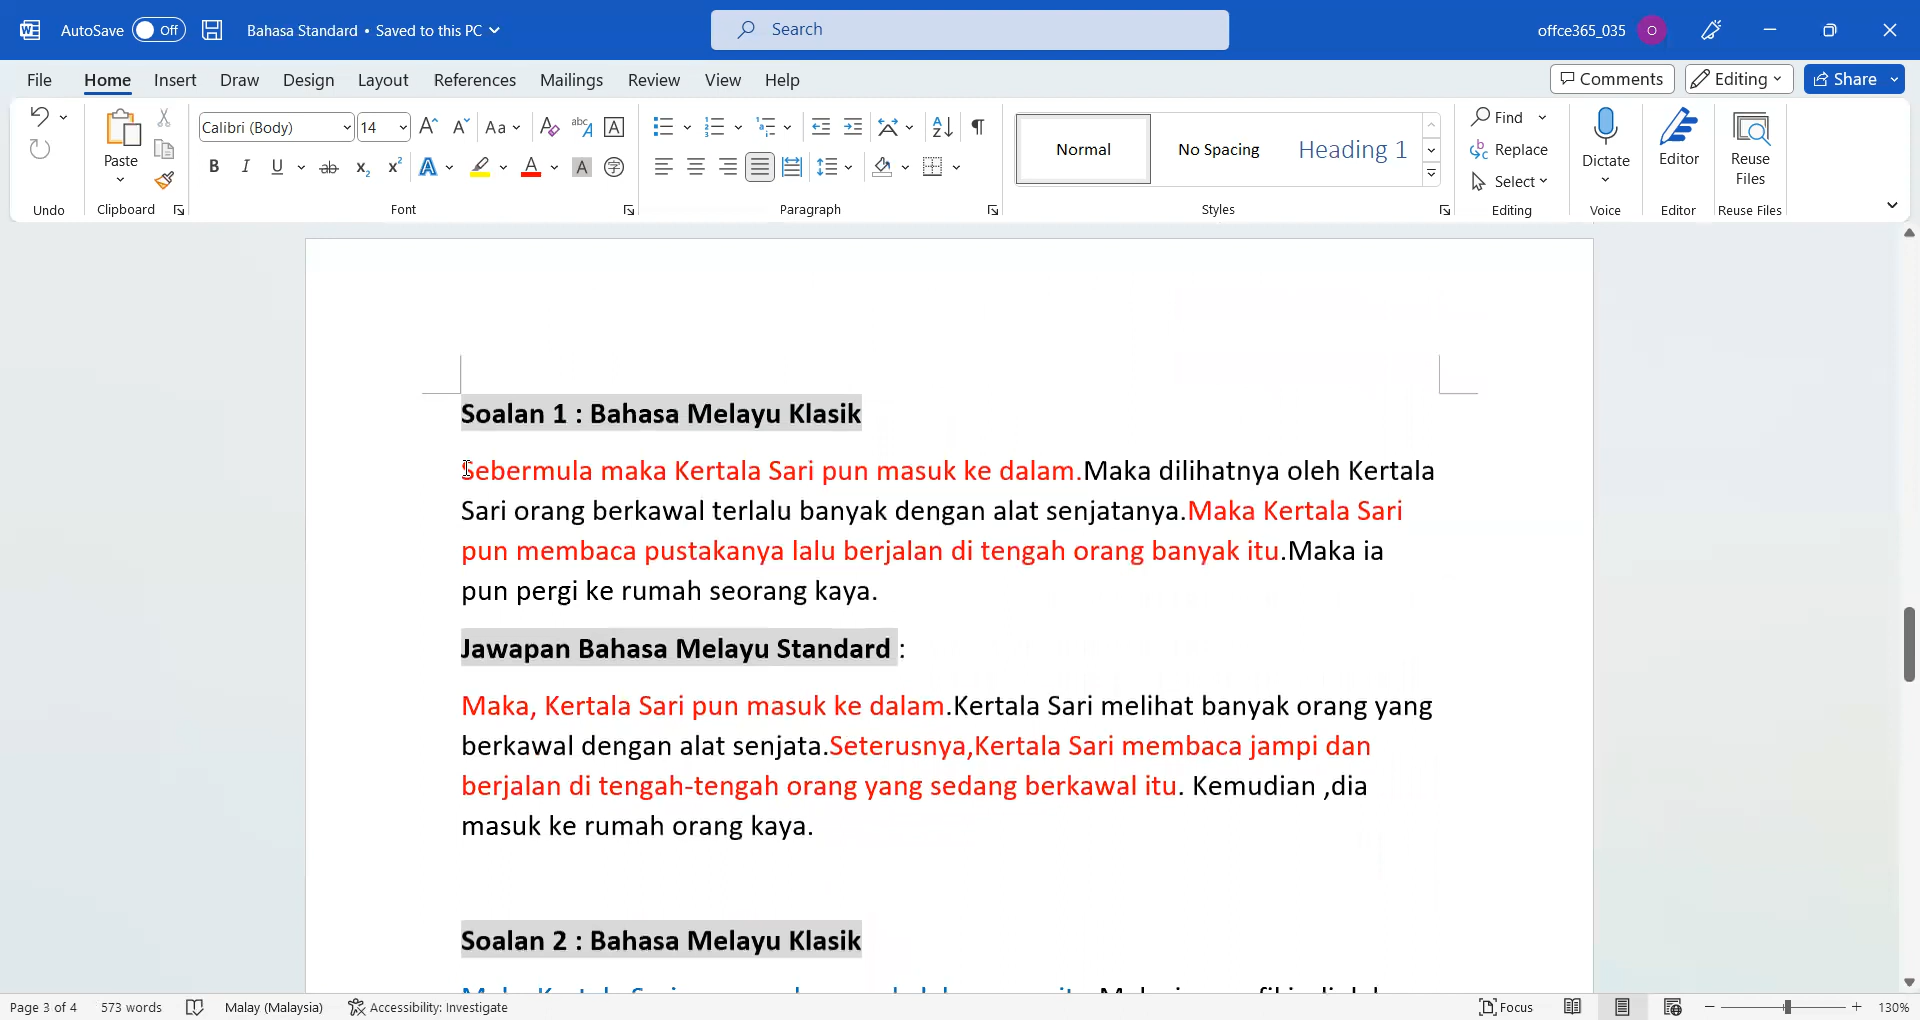 AutoSave Off Bahasa Standard • Saved to this PC Search offce365_035 O
File Home Insert Draw Design Layout References Mailings Review View Help Comments Editing Share
Calibri (Body) 14 Aa Find
Paste Normal No Spacing Heading 1 Replace Dictate Editor Reuse Files
B I U ab x₂ x² A A A Select
Undo Clipboard Font Paragraph Styles Editing Voice Editor Reuse Files
Soalan 1 : Bahasa Melayu Klasik
Sebermula maka Kertala Sari pun masuk ke dalam.Maka dilihatnya oleh Kertala
Sari orang berkawal terlalu banyak dengan alat senjatanya.Maka Kertala Sari
pun membaca pustakanya lalu berjalan di tengah orang banyak itu.Maka ia
pun pergi ke rumah seorang kaya.
Jawapan Bahasa Melayu Standard :
Maka, Kertala Sari pun masuk ke dalam.Kertala Sari melihat banyak orang yang
berkawal dengan alat senjata.Seterusnya,Kertala Sari membaca jampi dan
berjalan di tengah-tengah orang yang sedang berkawal itu. Kemudian ,dia
masuk ke rumah orang kaya.
Soalan 2 : Bahasa Melayu Klasik
Page 3 of 4 573 words Malay (Malaysia) Accessibility: Investigate Focus 130%